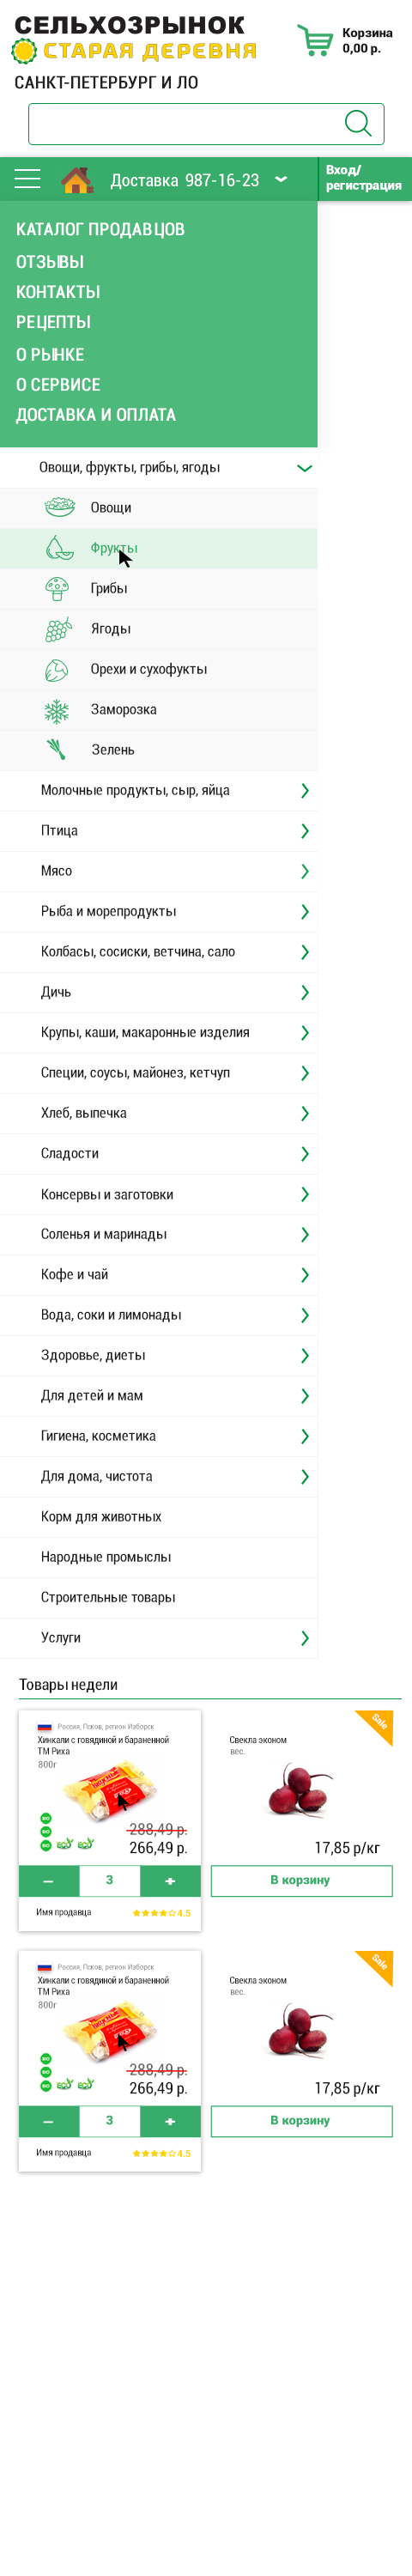 СЕЛЬХОЗРЫНОК
СТАРАЯ ДЕРЕВНЯ
САНКТ-ПЕТЕРБУРГ И ЛО
Корзина
0,00 р.
Доставка 987-16-23
Вход/
регистрация
КАТАЛОГ ПРОДАВЦОВ
ОТЗЫВЫ
КОНТАКТЫ
РЕЦЕПТЫ
О РЫНКЕ
О СЕРВИСЕ
ДОСТАВКА И ОПЛАТА
Овощи, фрукты, грибы, ягоды
Овощи
Фрукты
Грибы
Ягоды
Орехи и сухофукты
Заморозка
Зелень
Молочные продукты, сыр, яйца
Птица
Мясо
Рыба и морепродукты
Колбасы, сосиски, ветчина, сало
Дичь
Крупы, каши, макаронные изделия
Специи, соусы, майонез, кетчуп
Хлеб, выпечка
Сладости
Консервы и заготовки
Соленья и маринады
Кофе и чай
Вода, соки и лимонады
Здоровье, диеты
Для детей и мам
Гигиена, косметика
Для дома, чистота
Корм для животных
Народные промыслы
Строительные товары
Услуги
Товары недели
Россия, Псков, регион Изборск
Хинкали с говядиной и бараненной
ТМ Риха
800г
288,49 р.
266,49 р.
– 3 +
Имя продавца
4.5
Sale
Свекла эконом
вес.
17,85 р/кг
В корзину
Россия, Псков, регион Изборск
Хинкали с говядиной и бараненной
ТМ Риха
800г
288,49 р.
266,49 р.
– 3 +
Имя продавца
4.5
Sale
Свекла эконом
вес.
17,85 р/кг
В корзину